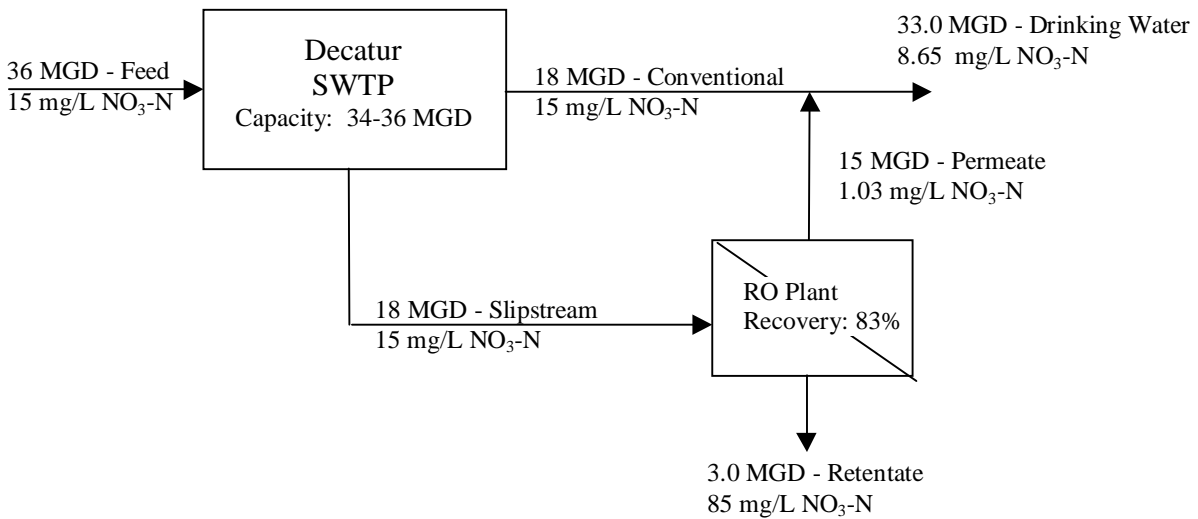 36 MGD - Feed
15 mg/L NO₃-N
Decatur
SWTP
Capacity: 34-36 MGD
18 MGD - Conventional
15 mg/L NO₃-N
33.0 MGD - Drinking Water
8.65 mg/L NO₃-N
15 MGD - Permeate
1.03 mg/L NO₃-N
18 MGD - Slipstream
15 mg/L NO₃-N
RO Plant
Recovery: 83%
3.0 MGD - Retentate
85 mg/L NO₃-N